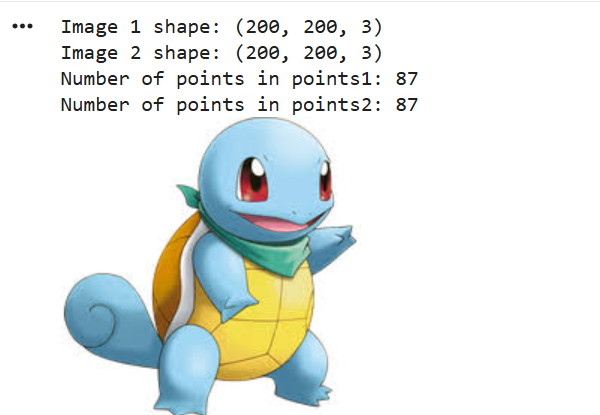 Image 1 shape: (200, 200, 3)
Image 2 shape: (200, 200, 3)
Number of points in points1: 87
Number of points in points2: 87